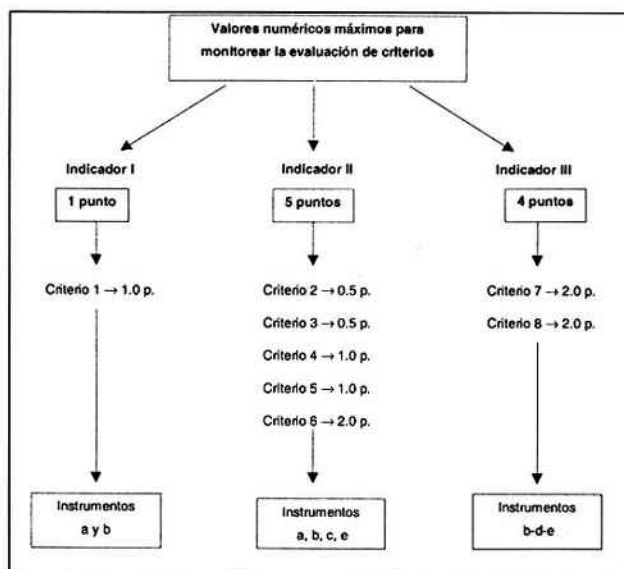 Valores numéricos máximos para
monitorear la evaluación de criterios
Indicador I
1 punto
Criterio 1 → 1.0 p.
Instrumentos
a y b
Indicador II
5 puntos
Criterio 2 → 0.5 p.
Criterio 3 → 0.5 p.
Criterio 4 → 1.0 p.
Criterio 5 → 1.0 p.
Criterio 6 → 2.0 p.
Instrumentos
a, b, c, e
Indicador III
4 puntos
Criterio 7 → 2.0 p.
Criterio 8 → 2.0 p.
Instrumentos
b-d-e